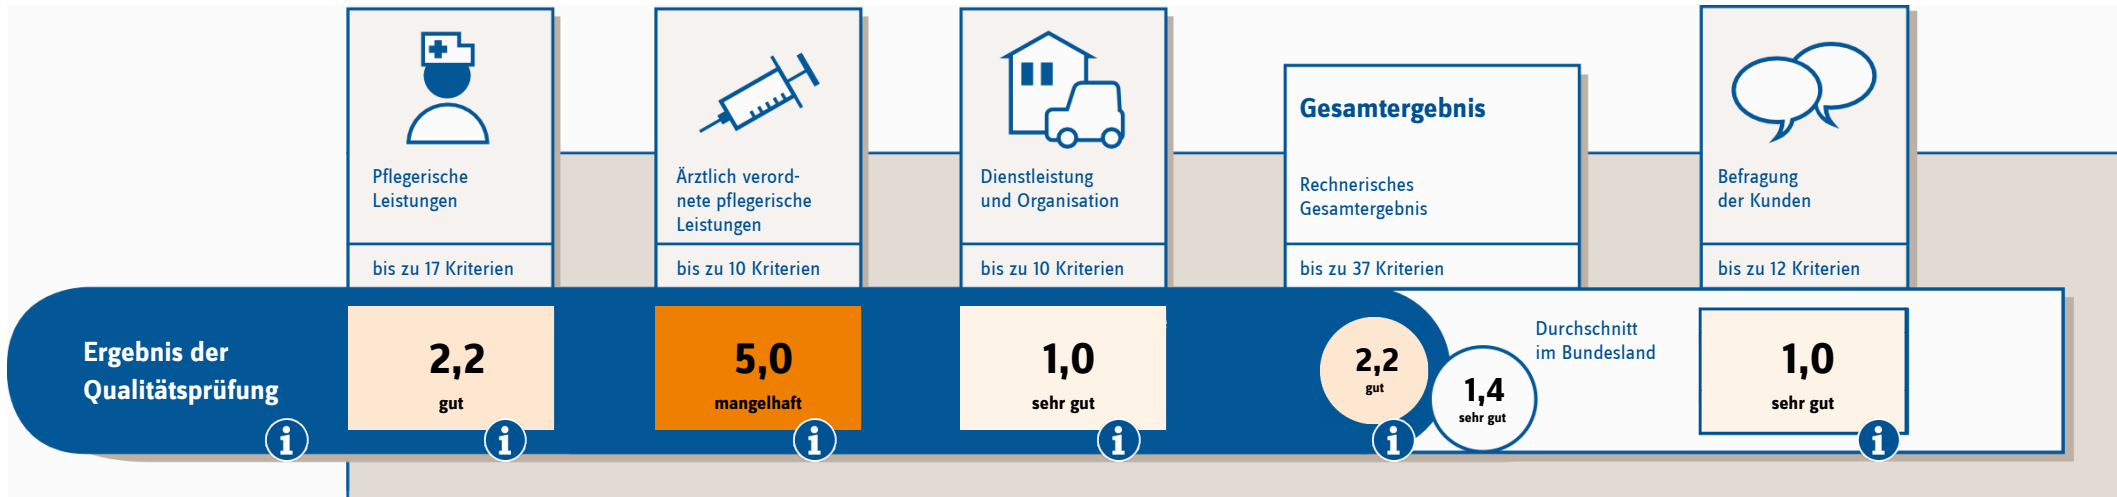 Pflegerische
Leistungen
bis zu 17 Kriterien
Ärztlich verord-
nete pflegerische
Leistungen
bis zu 10 Kriterien
Dienstleistung
und Organisation
bis zu 10 Kriterien
Gesamtergebnis
Rechnerisches
Gesamtergebnis
bis zu 37 Kriterien
Befragung
der Kunden
bis zu 12 Kriterien
Ergebnis der
Qualitätsprüfung
i
2,2
gut
i
5,0
mangelhaft
i
1,0
sehr gut
i
2,2
gut
i
1,4
sehr gut
Durchschnitt
im Bundesland
1,0
sehr gut
i